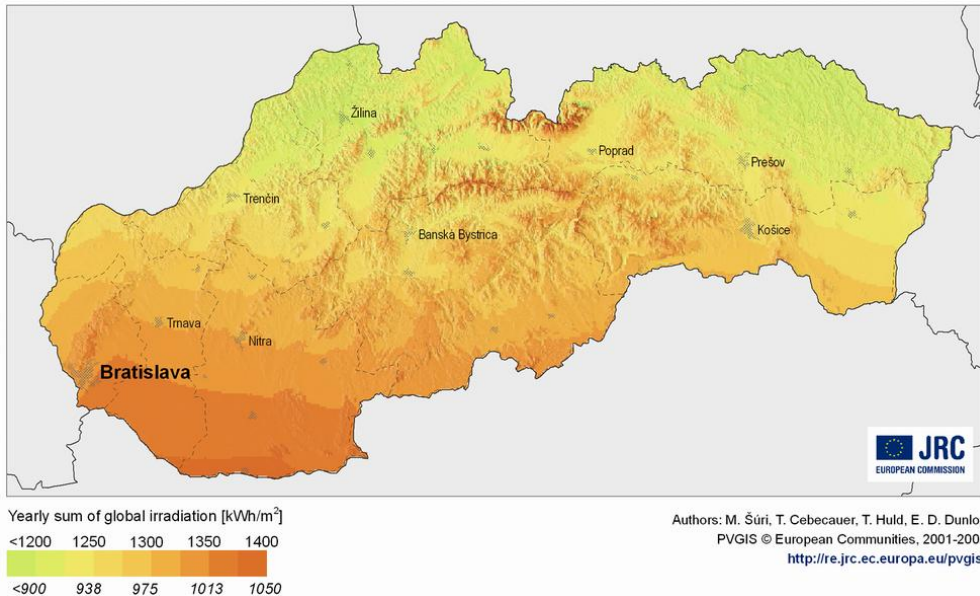 Žilina
Poprad
Prešov
Trenčín
Košice
Banská Bystrica
Trnava
Nitra
Bratislava
JRC
EUROPEAN COMMISSION
Yearly sum of global irradiation [kWh/m²]
<1200 1250 1300 1350 1400
<900 938 975 1013 1050
Authors: M. Šúri, T. Cebecauer, T. Huld, E. D. Dunlo
PVGIS © European Communities, 2001-200
http://re.jrc.ec.europa.eu/pvgis